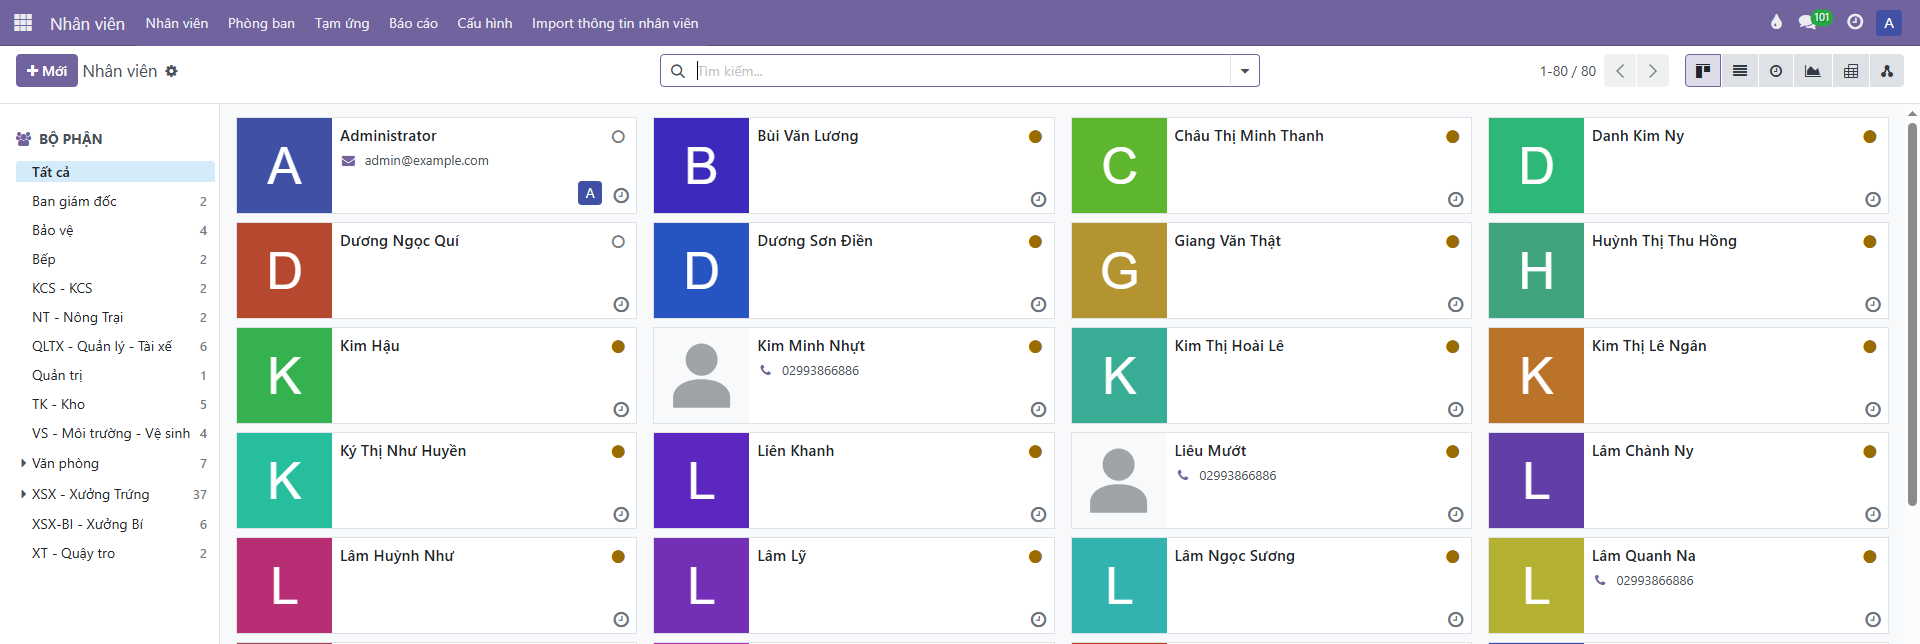 Nhân viên Nhân viên Phòng ban Tạm ứng Báo cáo Cấu hình Import thông tin nhân viên 101 A
Mới Nhân viên Tìm kiếm... 1-80 / 80
BỘ PHẬN
Tất cả
Ban giám đốc 2
Bảo vệ 4
Bếp 2
KCS - KCS 2
NT - Nông Trại 2
QLTX - Quản lý - Tài xế 6
Quản trị 1
TK - Kho 5
VS - Môi trường - Vệ sinh 4
Văn phòng 7
XSX - Xưởng Trứng 37
XSX-BI - Xưởng Bí 6
XT - Quậy tro 2
A Administrator
admin@example.com
A
B Bùi Văn Lương
C Châu Thị Minh Thanh
D Danh Kim Ny
D Dương Ngọc Quí
D Dương Sơn Điền
G Giang Văn Thật
H Huỳnh Thị Thu Hồng
K Kim Hậu
Kim Minh Nhựt
02993866886
K Kim Thị Hoài Lê
K Kim Thị Lê Ngân
K Ký Thị Như Huyền
L Liên Khanh
Liêu Mướt
02993866886
L Lâm Chành Ny
L Lâm Huỳnh Như
L Lâm Lỹ
L Lâm Ngọc Sương
L Lâm Quanh Na
02993866886